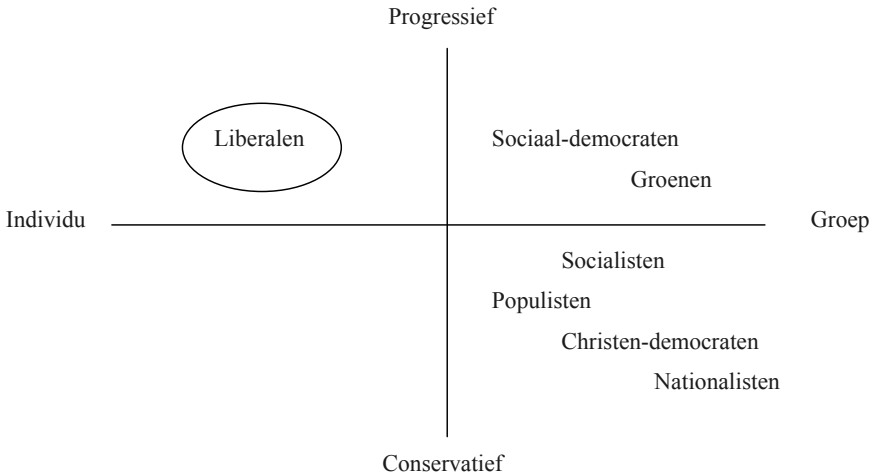 Progressief
Liberalen
Sociaal-democraten
Groenen
Individu
Groep
Socialisten
Populisten
Christen-democraten
Nationalisten
Conservatief